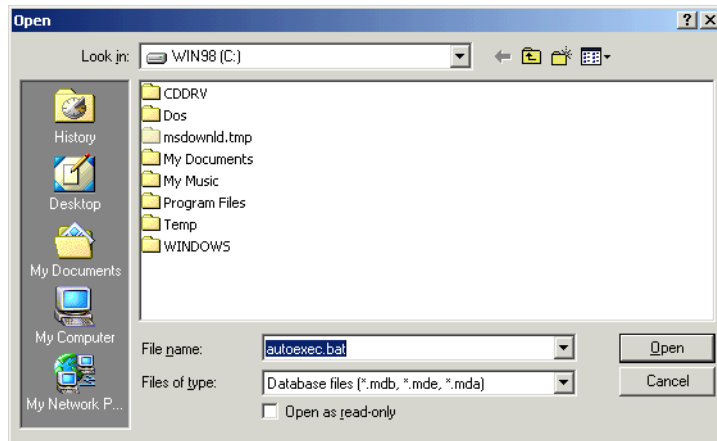 Open
Look in:
WIN98 (C:)
History
Desktop
My Documents
My Computer
My Network P...
CDDRV
Dos
msdownld.tmp
My Documents
My Music
Program Files
Temp
WINDOWS
File name:
autoexec.bat
Open
Files of type:
Database files (*.mdb, *.mde, *.mda)
Cancel
Open as read-only